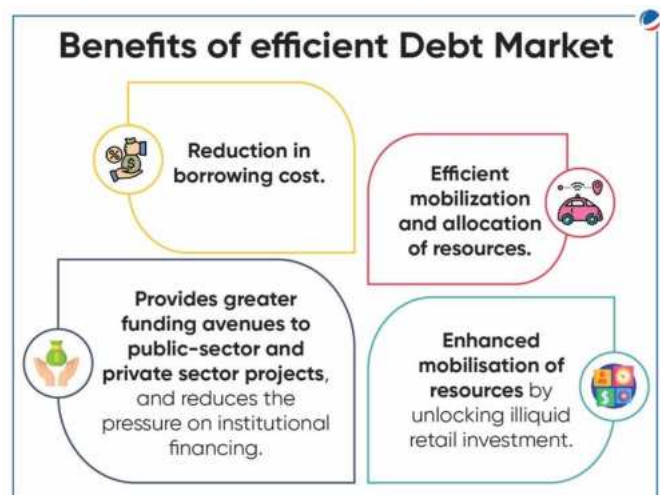 Benefits of efficient Debt Market
Reduction in
borrowing cost.
Efficient
mobilization
and allocation
of resources.
Provides greater
funding avenues to
public-sector and
private sector projects,
and reduces the
pressure on institutional
financing.
Enhanced
mobilisation of
resources by
unlocking illiquid
retail investment.